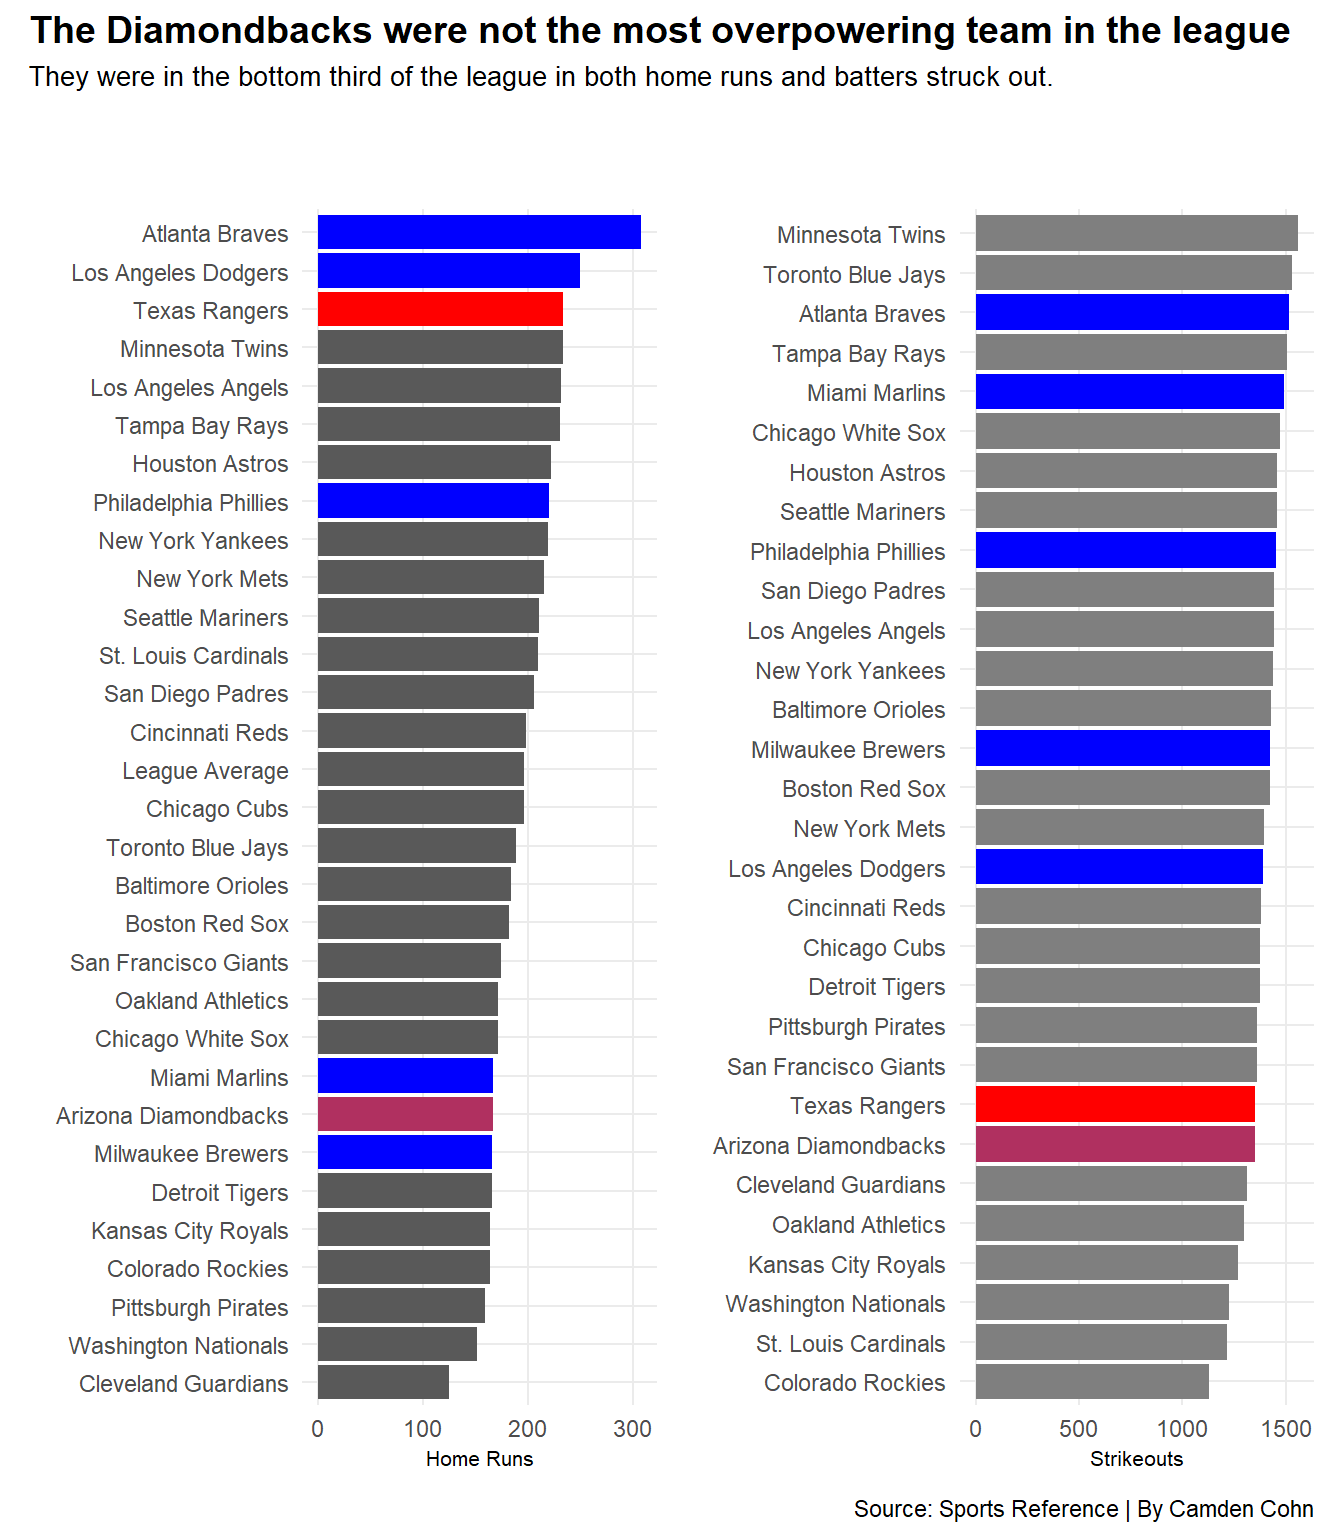 The Diamondbacks were not the most overpowering team in the league
They were in the bottom third of the league in both home runs and batters struck out.
Atlanta Braves
Los Angeles Dodgers
Texas Rangers
Minnesota Twins
Los Angeles Angels
Tampa Bay Rays
Houston Astros
Philadelphia Phillies
New York Yankees
New York Mets
Seattle Mariners
St. Louis Cardinals
San Diego Padres
Cincinnati Reds
League Average
Chicago Cubs
Toronto Blue Jays
Baltimore Orioles
Boston Red Sox
San Francisco Giants
Oakland Athletics
Chicago White Sox
Miami Marlins
Arizona Diamondbacks
Milwaukee Brewers
Detroit Tigers
Kansas City Royals
Colorado Rockies
Pittsburgh Pirates
Washington Nationals
Cleveland Guardians
0 100 200 300
Home Runs
Minnesota Twins
Toronto Blue Jays
Atlanta Braves
Tampa Bay Rays
Miami Marlins
Chicago White Sox
Houston Astros
Seattle Mariners
Philadelphia Phillies
San Diego Padres
Los Angeles Angels
New York Yankees
Baltimore Orioles
Milwaukee Brewers
Boston Red Sox
New York Mets
Los Angeles Dodgers
Cincinnati Reds
Chicago Cubs
Detroit Tigers
Pittsburgh Pirates
San Francisco Giants
Texas Rangers
Arizona Diamondbacks
Cleveland Guardians
Oakland Athletics
Kansas City Royals
Washington Nationals
St. Louis Cardinals
Colorado Rockies
0 500 1000 1500
Strikeouts
Source: Sports Reference | By Camden Cohn